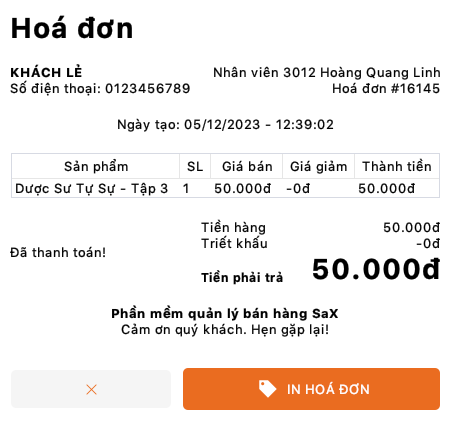 Hoá đơn
KHÁCH LẺ
Số điện thoại: 0123456789
Nhân viên 3012 Hoàng Quang Linh
Hoá đơn #16145
Ngày tạo: 05/12/2023 - 12:39:02
Sản phẩm SL Giá bán Giá giảm Thành tiền
Dược Sư Tự Sự - Tập 3 1 50.000đ -0đ 50.000đ
Đã thanh toán!
Tiền hàng 50.000đ
Triết khấu -0đ
Tiền phải trả 50.000đ
Phần mềm quản lý bán hàng SaX
Cảm ơn quý khách. Hẹn gặp lại!
IN HOÁ ĐƠN